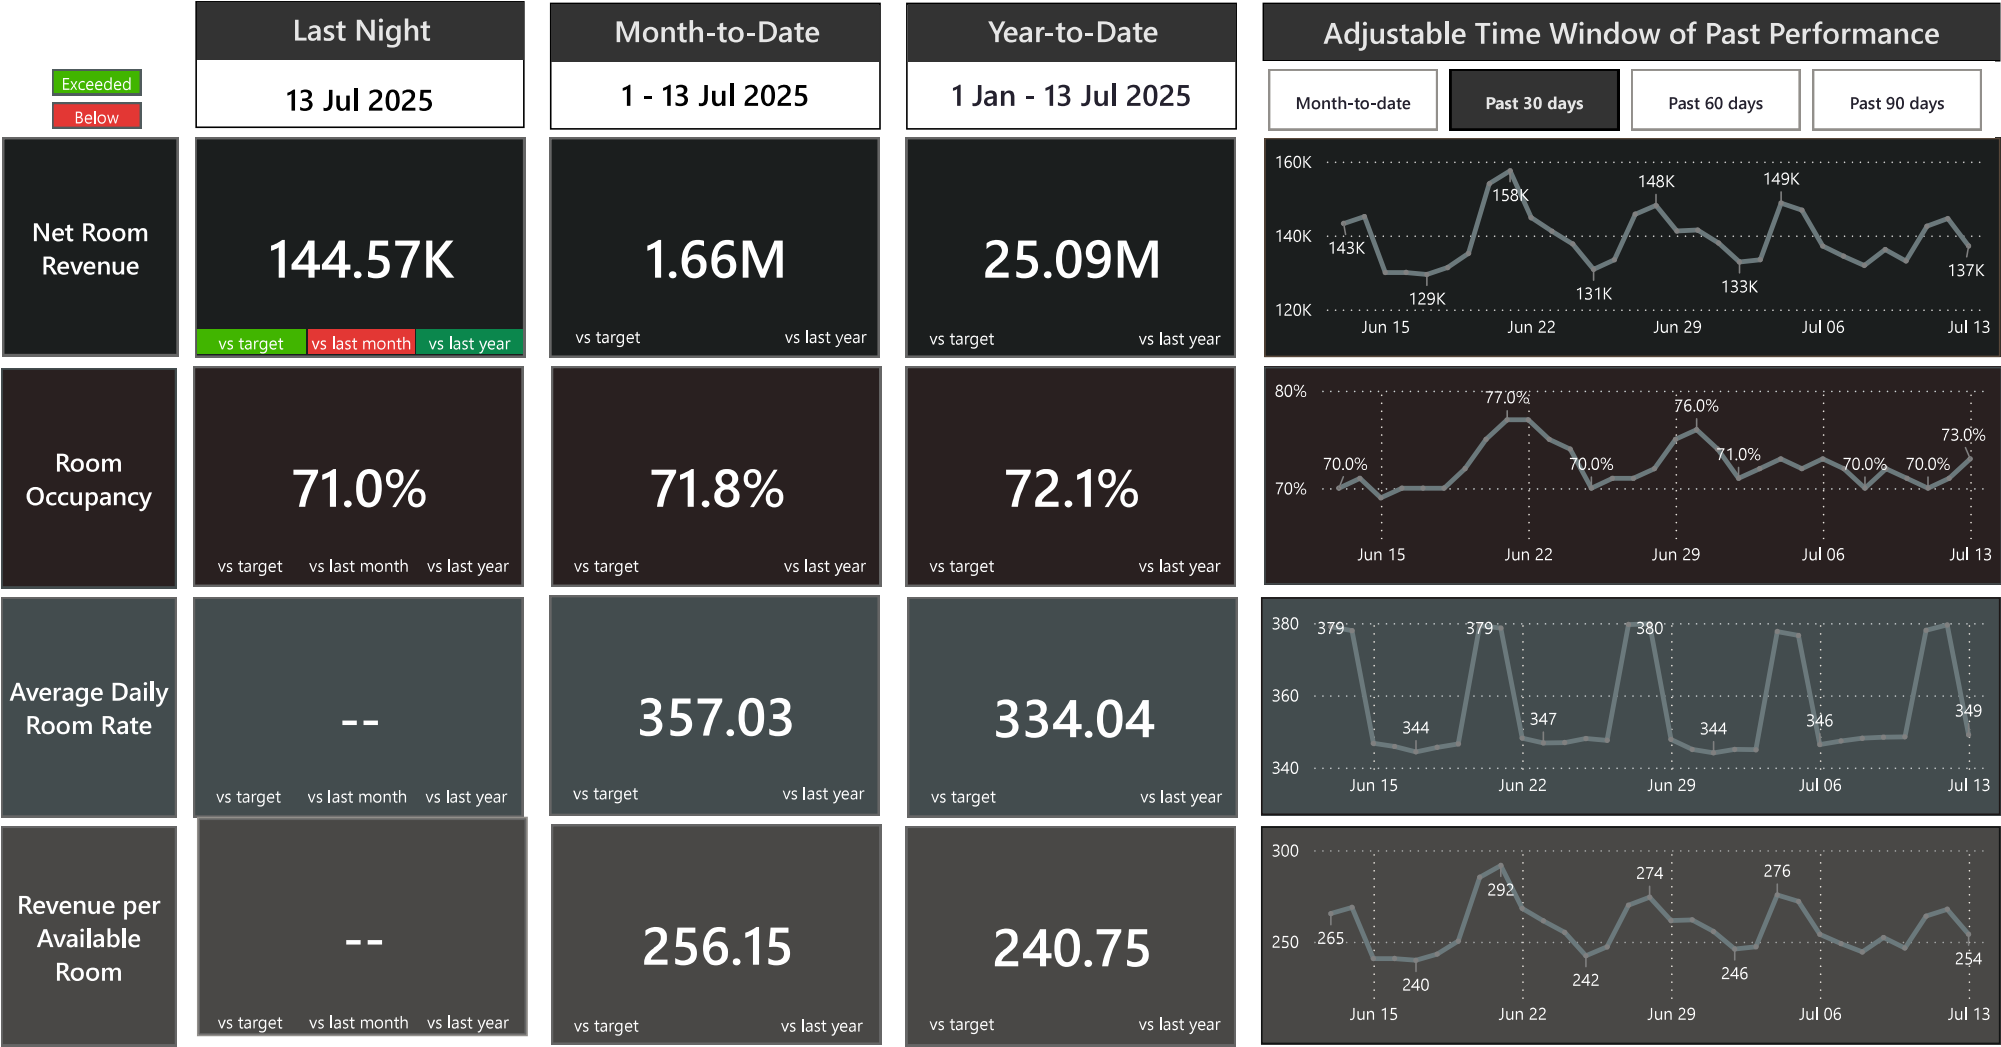 Last Night
Month-to-Date
Year-to-Date
Adjustable Time Window of Past Performance
Exceeded
Below
13 Jul 2025
1 - 13 Jul 2025
1 Jan - 13 Jul 2025
Month-to-date
Past 30 days
Past 60 days
Past 90 days
Net Room
Revenue
144.57K
vs target
vs last month
vs last year
1.66M
vs target
vs last year
25.09M
vs target
vs last year
160K
140K
120K
143K
129K
158K
131K
148K
133K
149K
137K
Jun 15
Jun 22
Jun 29
Jul 06
Jul 13
Room
Occupancy
71.0%
vs target
vs last month
vs last year
71.8%
vs target
vs last year
72.1%
vs target
vs last year
80%
70%
70.0%
77.0%
70.0%
76.0%
71.0%
70.0%
70.0%
73.0%
Jun 15
Jun 22
Jun 29
Jul 06
Jul 13
Average Daily
Room Rate
--
vs target
vs last month
vs last year
357.03
vs target
vs last year
334.04
vs target
vs last year
380
360
340
379
344
379
347
380
344
346
349
Jun 15
Jun 22
Jun 29
Jul 06
Jul 13
Revenue per
Available
Room
--
vs target
vs last month
vs last year
256.15
vs target
vs last year
240.75
vs target
vs last year
300
250
265
240
292
242
274
246
276
254
Jun 15
Jun 22
Jun 29
Jul 06
Jul 13